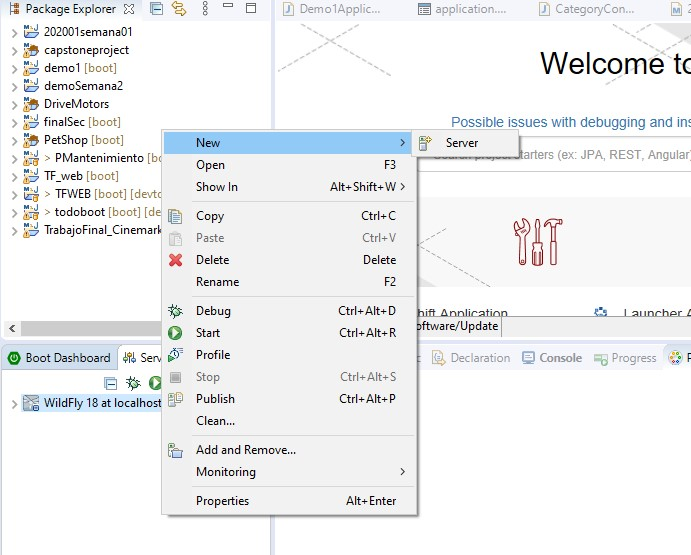 Package Explorer
Demo1Applic...
application....
CategoryCon...
2
202001semana01
capstoneproject
demo1 [boot]
demoSemana2
DriveMotors
finalSec [boot]
PetShop [boot]
> PMantenimiento [boot]
TF_web [boot]
> TFWEB [boot] [devto
> todoboot [boot] [de
TrabajoFinal_Cinemark
Welcome to
Possible issues with debugging and ins
project starters (ex: JPA, REST, Angular)
New
Server
Open F3
Show In Alt+Shift+W
Copy Ctrl+C
Paste Ctrl+V
Delete Delete
Rename F2
Debug Ctrl+Alt+D
Start Ctrl+Alt+R
Profile
Stop Ctrl+Alt+S
Publish Ctrl+Alt+P
Clean...
Add and Remove...
Monitoring
Properties Alt+Enter
Application
Launcher A
oftware/Update
Boot Dashboard
Serv
Declaration
Console
Progress
WildFly 18 at localhost